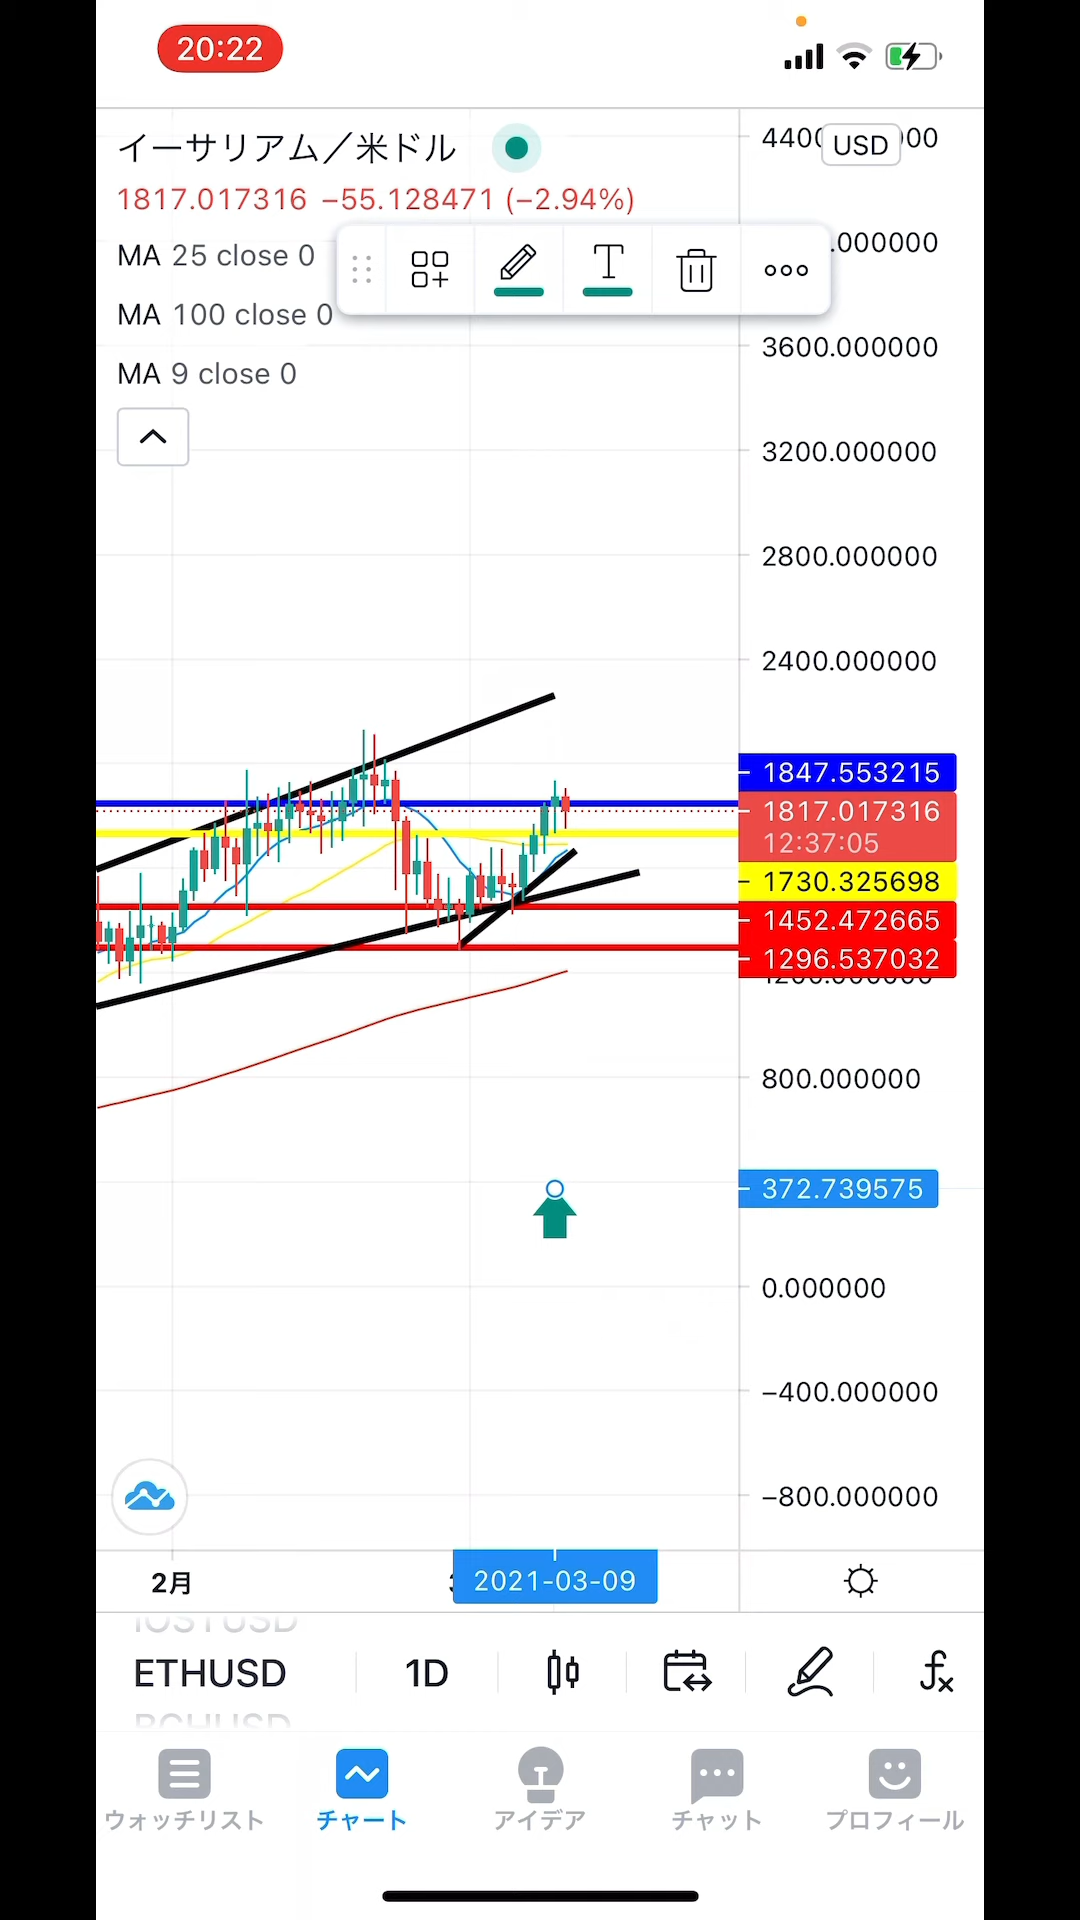 20:22
イーサリアム／米ドル
1817.017316 −55.128471 (−2.94%)
MA 25 close 0
MA 100 close 0
MA 9 close 0
T
USD
3600.000000
3200.000000
2800.000000
2400.000000
1847.553215
1817.017316
12:37:05
1730.325698
1452.472665
1296.537032
800.000000
372.739575
0.000000
−400.000000
−800.000000
2月
2021-03-09
IOSTUSD
ETHUSD
1D
BCHUSD
ウォッチリスト
チャート
アイデア
チャット
プロフィール